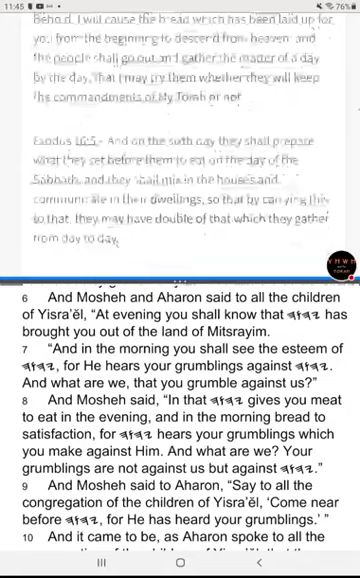 11:45
76%
Behold, I will cause the bread which has been laid up for
you from the beginning to descend from heaven and
the people shall go out and gather the matter of a day
by the day, that I may try them whether they will keep
the commandments of My Torah or not
Exodus 16:5 - And on the sixth day they shall prepare
what they set before them to eat on the day of the
Sabbath, and they shall mix in the houses and
communicate in their dwellings, so that by carrying this
to that they may have double of that which they gather
from day to day.
6 And Mosheh and Aharon said to all the children
of Yisra’ĕl, “At evening you shall know that 𐤉𐤄𐤅𐤄 has
brought you out of the land of Mitsrayim.
7 “And in the morning you shall see the esteem of
𐤉𐤄𐤅𐤄, for He hears your grumblings against 𐤉𐤄𐤅𐤄.
And what are we, that you grumble against us?”
8 And Mosheh said, “In that 𐤉𐤄𐤅𐤄 gives you meat
to eat in the evening, and in the morning bread to
satisfaction, for 𐤉𐤄𐤅𐤄 hears your grumblings which
you make against Him. And what are we? Your
grumblings are not against us but against 𐤉𐤄𐤅𐤄.”
9 And Mosheh said to Aharon, “Say to all the
congregation of the children of Yisra’ĕl, ‘Come near
before 𐤉𐤄𐤅𐤄, for He has heard your grumblings.’ ”
10 And it came to be, as Aharon spoke to all the